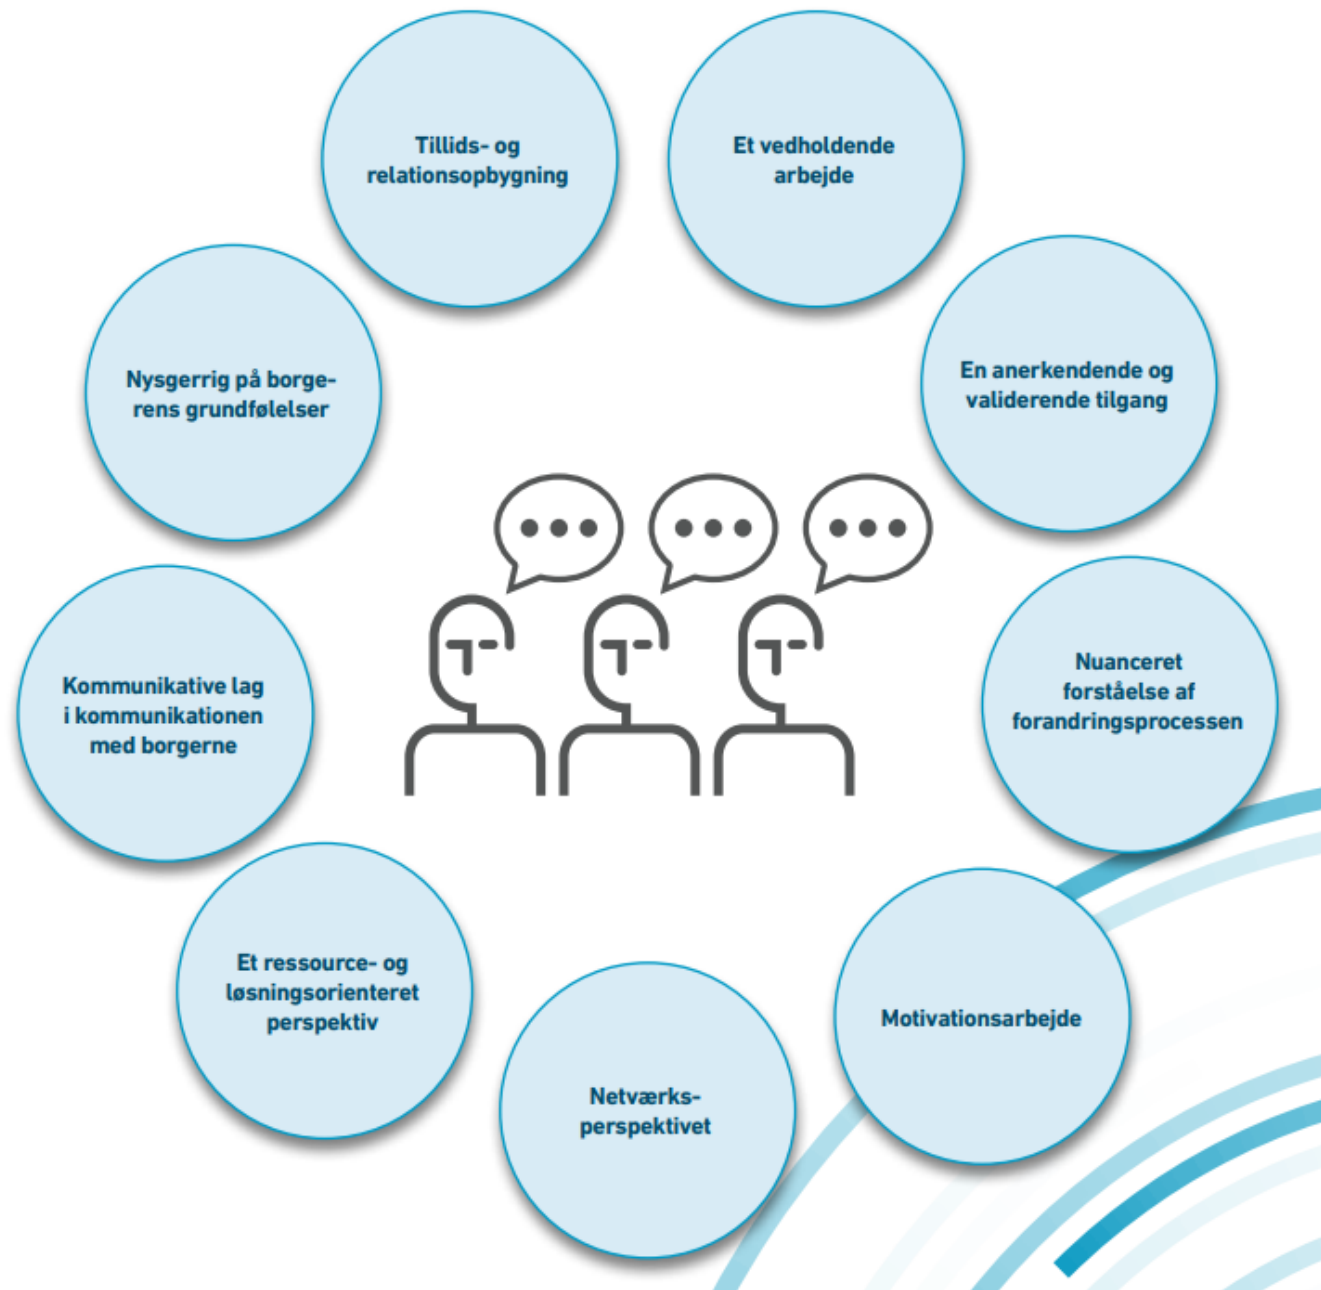 Tillids- og
relationsopbygning
Et vedholdende
arbejde
En anerkendende og
validerende tilgang
Nuanceret
forståelse af
forandringsprocessen
Motivationsarbejde
Netværks-
perspektivet
Et ressource- og
løsningsorienteret
perspektiv
Kommunikative lag
i kommunikationen
med borgerne
Nysgerrig på borge-
rens grundfølelser